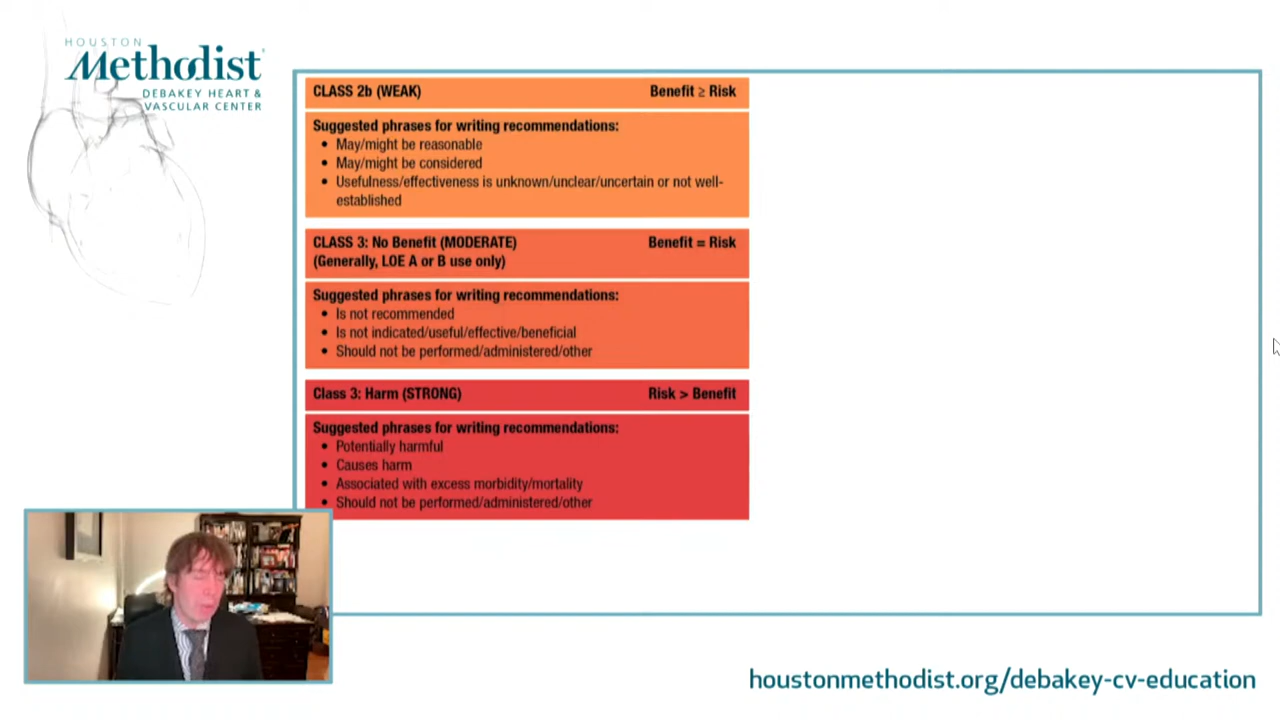 HOUSTON
Methodist
DEBAKEY HEART &
VASCULAR CENTER
CLASS 2b (WEAK) Benefit ≥ Risk
Suggested phrases for writing recommendations:
• May/might be reasonable
• May/might be considered
• Usefulness/effectiveness is unknown/unclear/uncertain or not well-
established
CLASS 3: No Benefit (MODERATE) Benefit = Risk
(Generally, LOE A or B use only)
Suggested phrases for writing recommendations:
• Is not recommended
• Is not indicated/useful/effective/beneficial
• Should not be performed/administered/other
Class 3: Harm (STRONG) Risk > Benefit
Suggested phrases for writing recommendations:
• Potentially harmful
• Causes harm
• Associated with excess morbidity/mortality
• Should not be performed/administered/other
houstonmethodist.org/debakey-cv-education